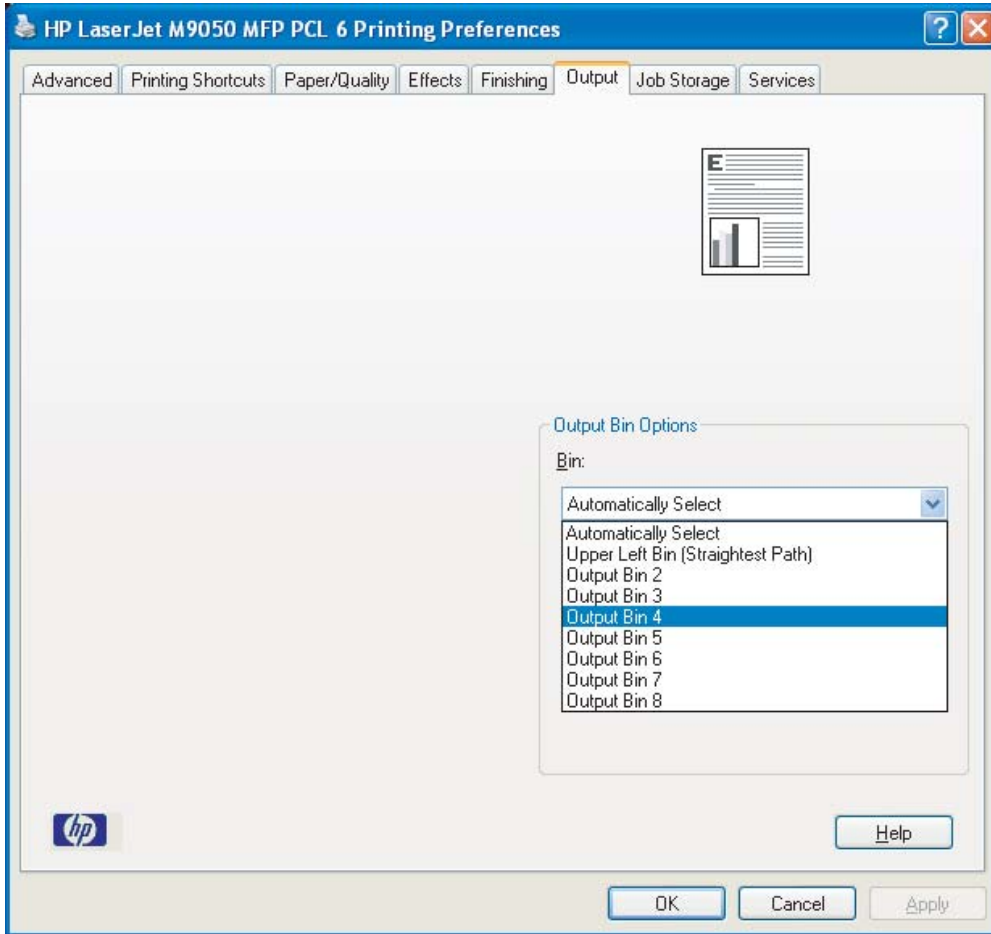 HP LaserJet M9050 MFP PCL 6 Printing Preferences
Advanced Printing Shortcuts Paper/Quality Effects Finishing Output Job Storage Services
E
Output Bin Options
Bin:
Automatically Select
Automatically Select
Upper Left Bin (Straightest Path)
Output Bin 2
Output Bin 3
Output Bin 4
Output Bin 5
Output Bin 6
Output Bin 7
Output Bin 8
hp
Help
OK Cancel Apply